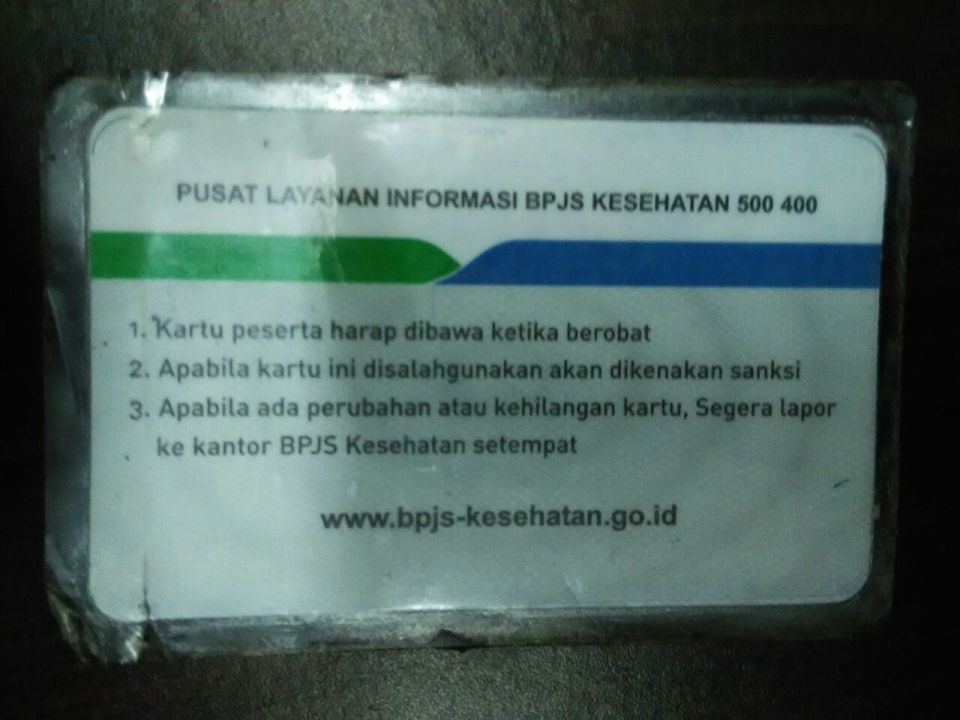 PUSAT LAYANAN INFORMASI BPJS KESEHATAN 500 400
1. Kartu peserta harap dibawa ketika berobat
2. Apabila kartu ini disalahgunakan akan dikenakan sanksi
3. Apabila ada perubahan atau kehilangan kartu, Segera lapor
ke kantor BPJS Kesehatan setempat
www.bpjs-kesehatan.go.id